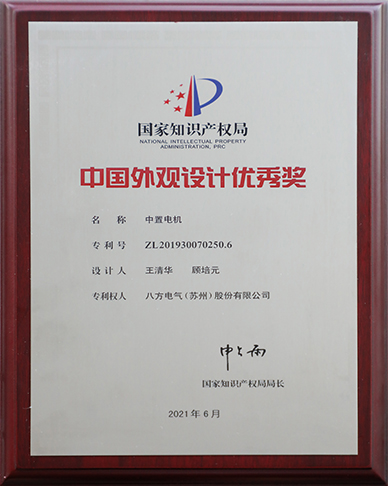 国家知识产权局
NATIONAL INTELLECTUAL PROPERTY
ADMINISTRATION, PRC
中国外观设计优秀奖
名 称 中置电机
专 利 号 ZL201930070250.6
设 计 人 王清华 顾培元
专利权人 八方电气(苏州)股份有限公司
申长雨
国家知识产权局局长
2021年6月